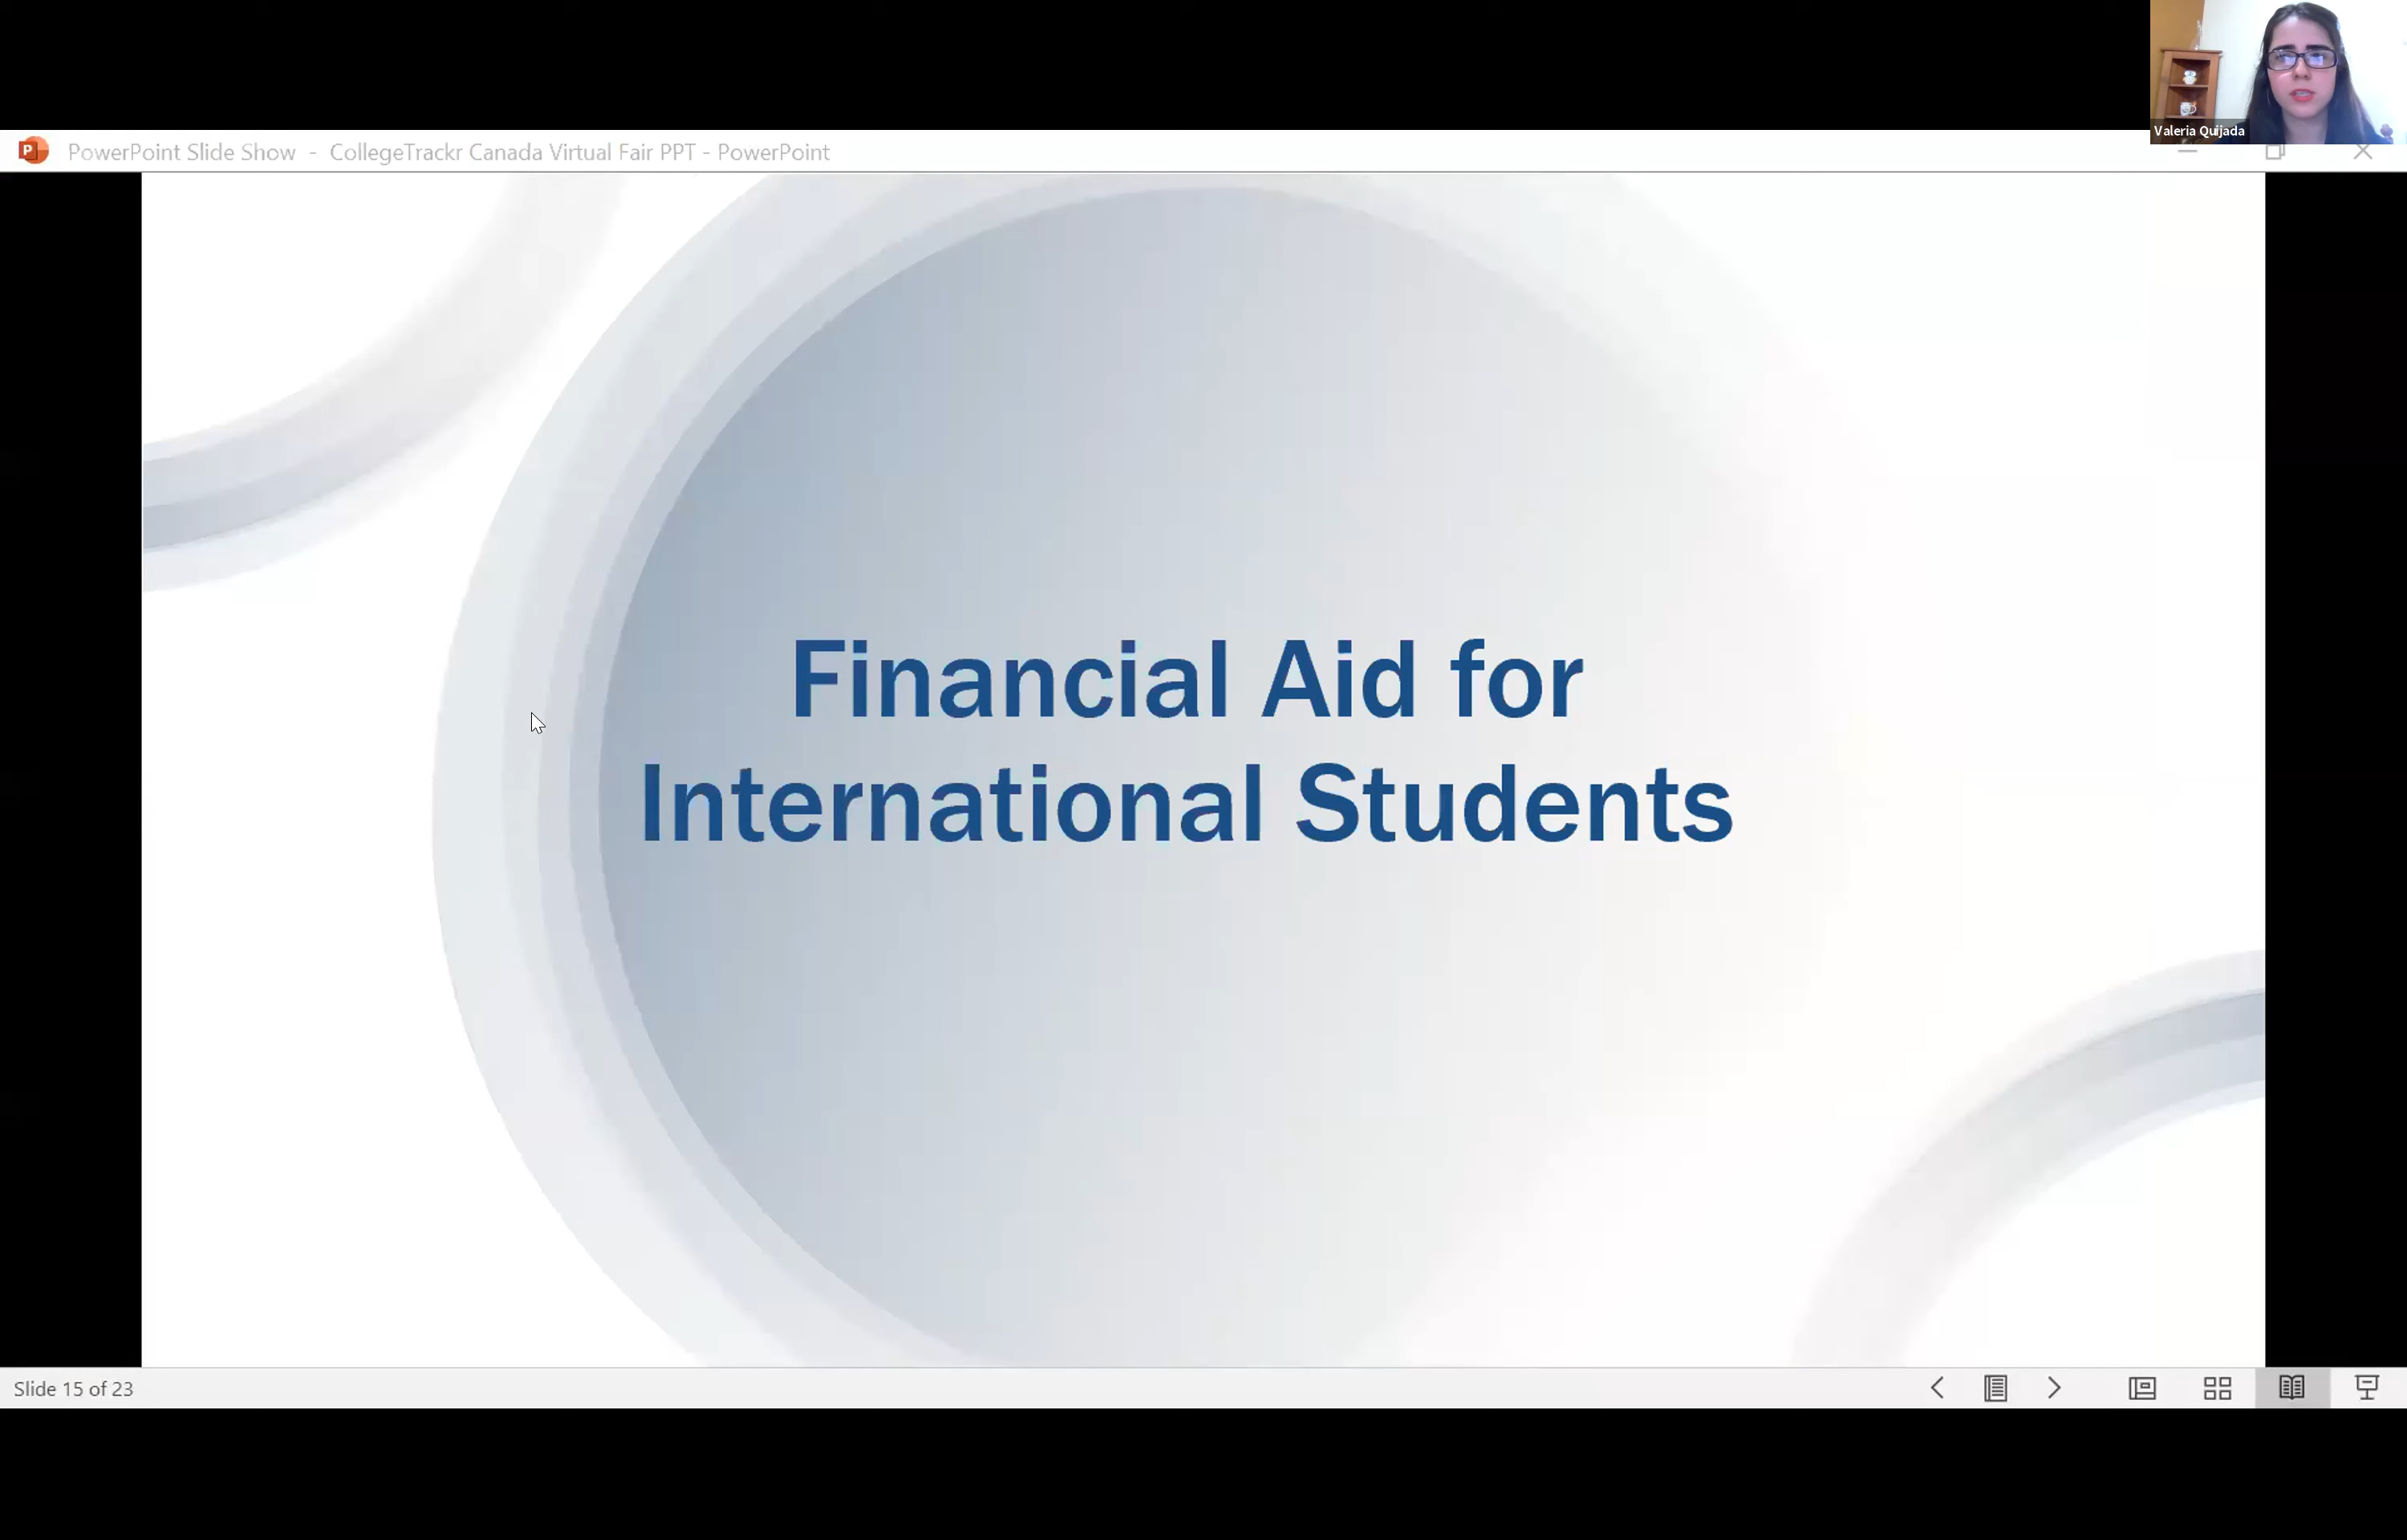 Valeria Quijada
PowerPoint Slide Show - CollegeTrackr Canada Virtual Fair PPT - PowerPoint
Financial Aid for
International Students
Slide 15 of 23